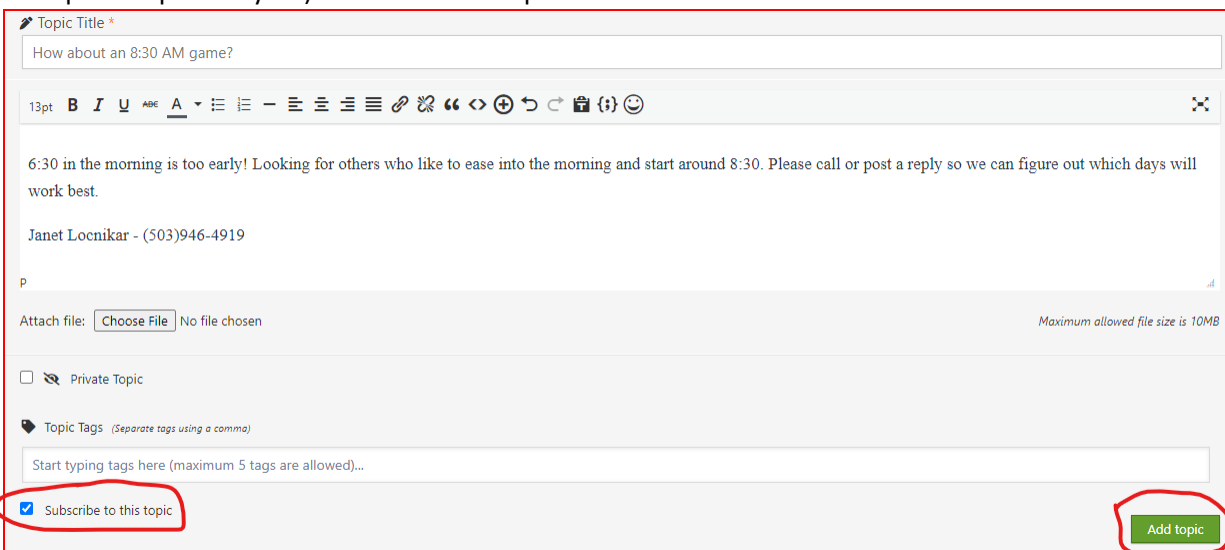 Topic Title *
How about an 8:30 AM game?
13pt B I U ABC A
6:30 in the morning is too early! Looking for others who like to ease into the morning and start around 8:30. Please call or post a reply so we can figure out which days will
work best.
Janet Locnikar - (503)946-4919
P
Attach file: Choose File No file chosen Maximum allowed file size is 10MB
Private Topic
Topic Tags (Separate tags using a comma)
Start typing tags here (maximum 5 tags are allowed)...
Subscribe to this topic
Add topic